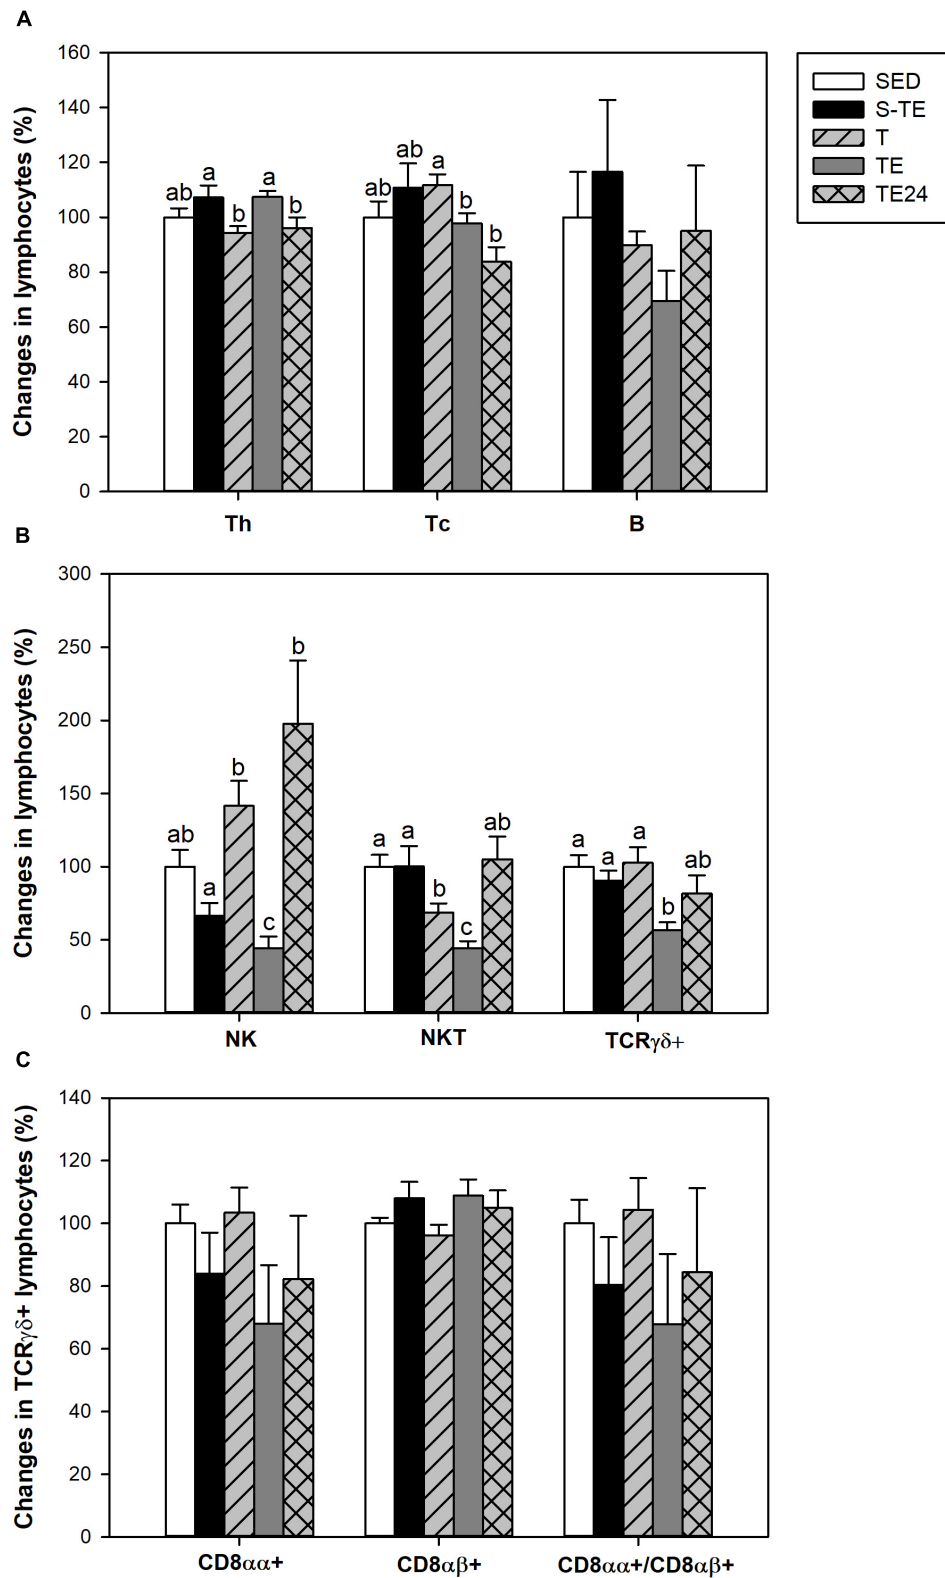 A
Changes in lymphocytes (%)
160
140
120
100
80
60
40
20
0
ab a b a b
ab ab a b b
Th Tc B
SED
S-TE
T
TE
TE24
B
Changes in lymphocytes (%)
300
250
200
150
100
50
0
ab a b c b
a a b c ab
a a a b ab
NK NKT TCRγδ+
C
Changes in TCRγδ+ lymphocytes (%)
140
120
100
80
60
40
20
0
CD8αα+ CD8αβ+ CD8αα+/CD8αβ+